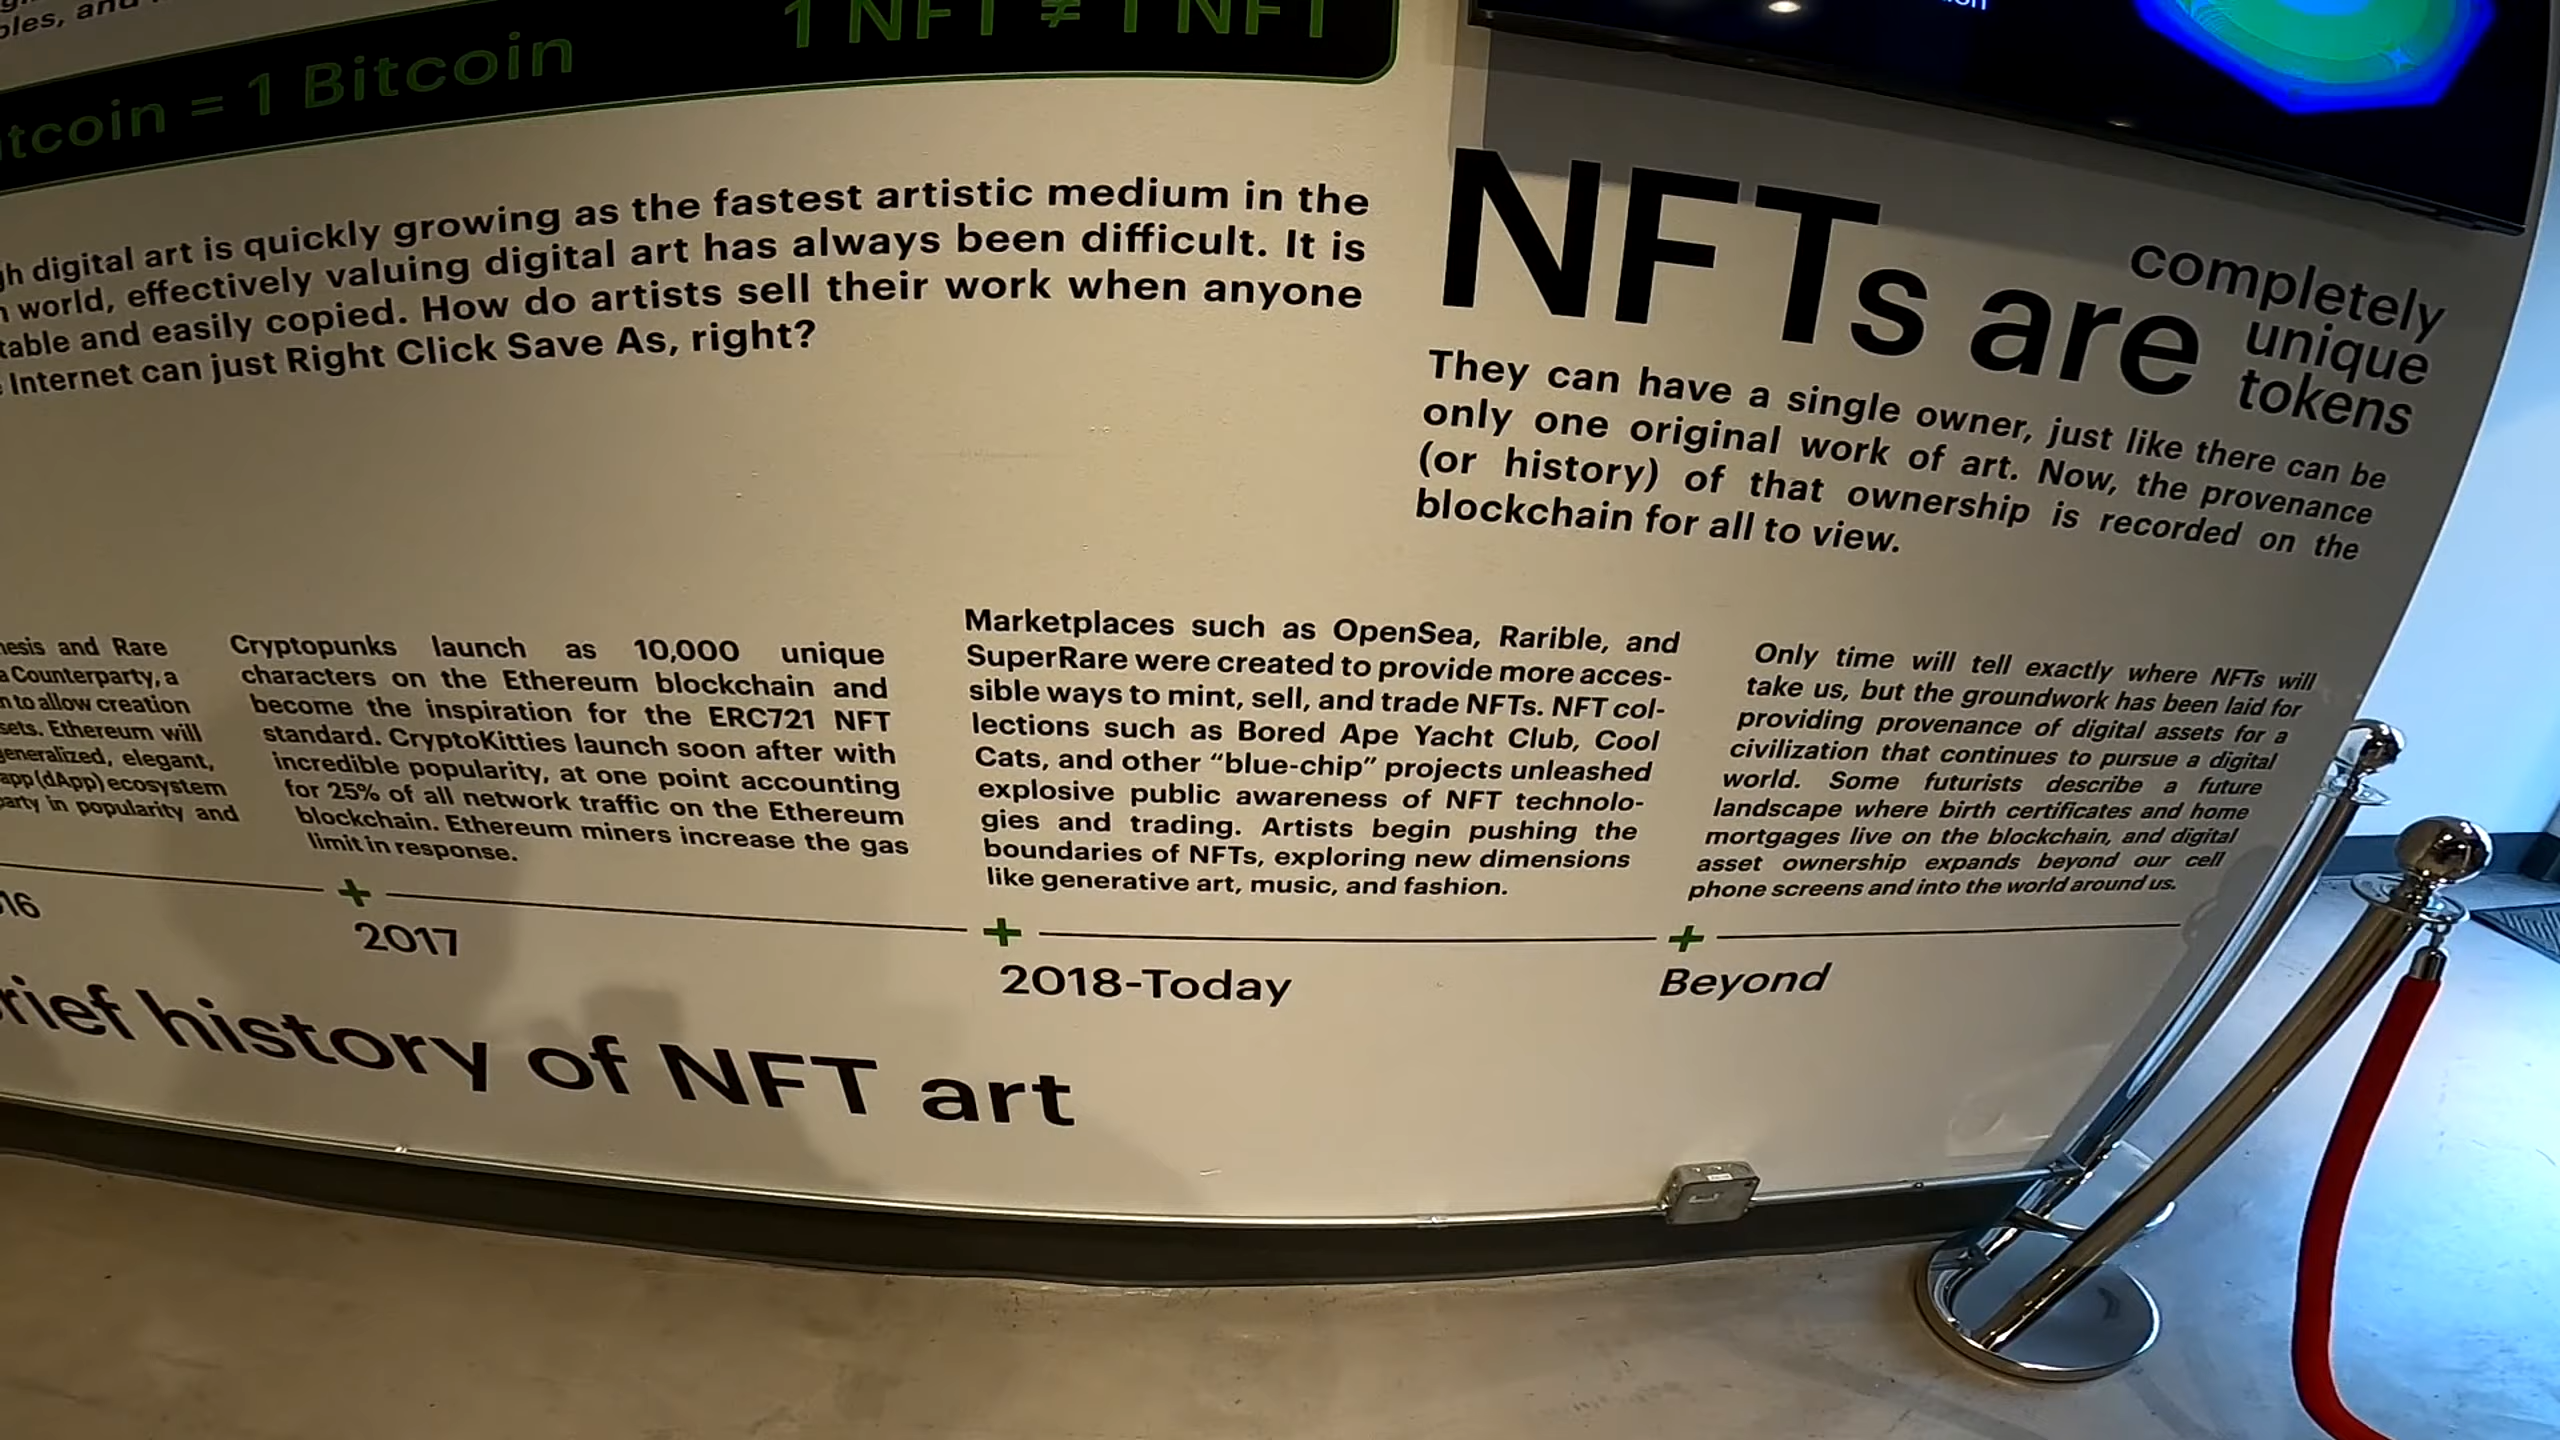 bles, and
tcoin = 1 Bitcoin
1 NFT ≠ 1 NFT
gh digital art is quickly growing as the fastest artistic medium in the
n world, effectively valuing digital art has always been difficult. It is
table and easily copied. How do artists sell their work when anyone
Internet can just Right Click Save As, right?
NFTs are
completely
unique
tokens
They can have a single owner, just like there can be
only one original work of art. Now, the provenance
(or history) of that ownership is recorded on the
blockchain for all to view.
nesis and Rare
a Counterparty, a
n to allow creation
sets. Ethereum will
generalized, elegant,
app (dApp) ecosystem
party in popularity and
16
Cryptopunks launch as 10,000 unique
characters on the Ethereum blockchain and
become the inspiration for the ERC721 NFT
standard. CryptoKitties launch soon after with
incredible popularity, at one point accounting
for 25% of all network traffic on the Ethereum
blockchain. Ethereum miners increase the gas
limit in response.
2017
Marketplaces such as OpenSea, Rarible, and
SuperRare were created to provide more acces-
sible ways to mint, sell, and trade NFTs. NFT col-
lections such as Bored Ape Yacht Club, Cool
Cats, and other “blue-chip” projects unleashed
explosive public awareness of NFT technolo-
gies and trading. Artists begin pushing the
boundaries of NFTs, exploring new dimensions
like generative art, music, and fashion.
2018-Today
Only time will tell exactly where NFTs will
take us, but the groundwork has been laid for
providing provenance of digital assets for a
civilization that continues to pursue a digital
world. Some futurists describe a future
landscape where birth certificates and home
mortgages live on the blockchain, and digital
asset ownership expands beyond our cell
phone screens and into the world around us.
Beyond
rief history of NFT art